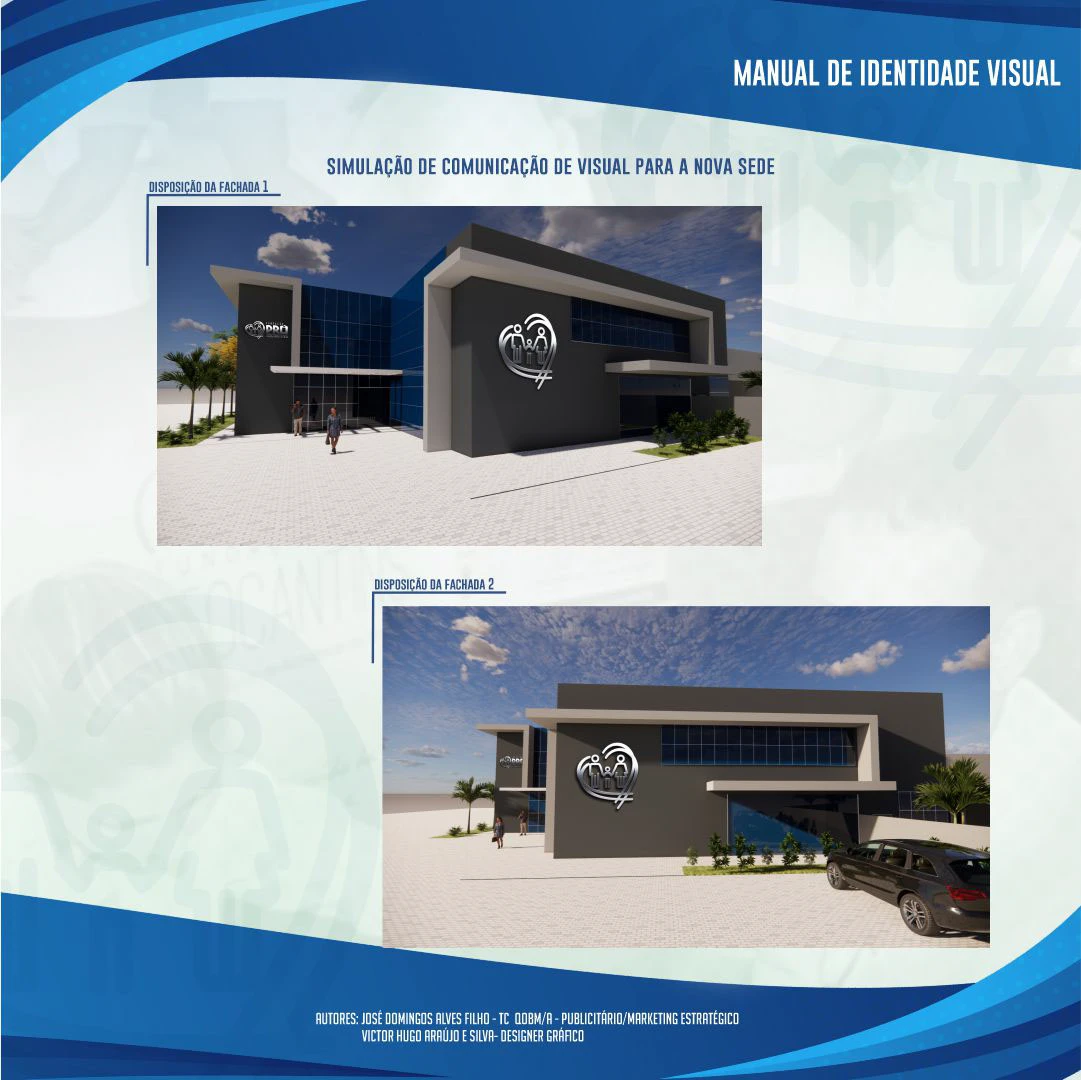 MANUAL DE IDENTIDADE VISUAL
SIMULAÇÃO DE COMUNICAÇÃO DE VISUAL PARA A NOVA SEDE
DISPOSIÇÃO DA FACHADA 1
PRÓ
DISPOSIÇÃO DA FACHADA 2
AUTORES: JOSÉ DOMINGOS ALVES FILHO - TC QOBM/A - PUBLICITÁRIO/MARKETING ESTRATÉGICO
VICTOR HUGO ARAÚJO E SILVA- DESIGNER GRÁFICO